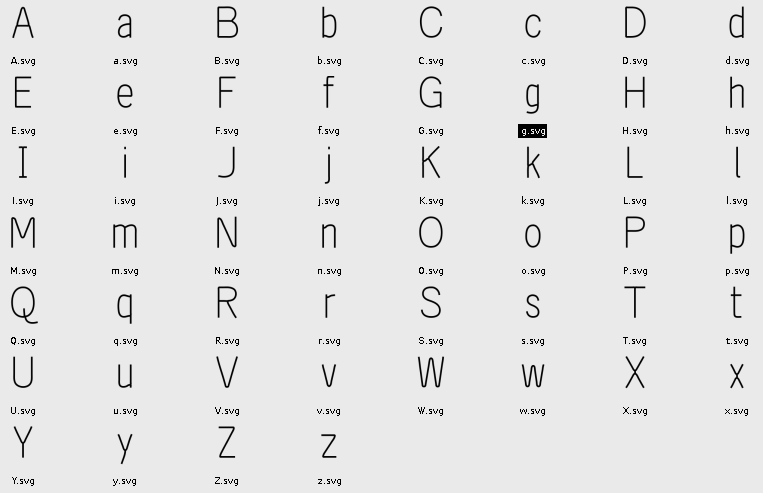 A a B b C c D d
A.svg a.svg B.svg b.svg C.svg c.svg D.svg d.svg
E e F f G g H h
E.svg e.svg F.svg f.svg G.svg g.svg H.svg h.svg
I i J j K k L l
I.svg i.svg J.svg j.svg K.svg k.svg L.svg l.svg
M m N n O o P p
M.svg m.svg N.svg n.svg O.svg o.svg P.svg p.svg
Q q R r S s T t
Q.svg q.svg R.svg r.svg S.svg s.svg T.svg t.svg
U u V v W w X x
U.svg u.svg V.svg v.svg W.svg w.svg X.svg x.svg
Y y Z z
Y.svg y.svg Z.svg z.svg